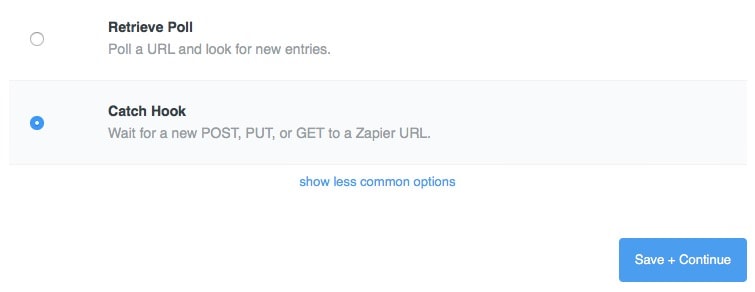 Retrieve Poll
Poll a URL and look for new entries.
Catch Hook
Wait for a new POST, PUT, or GET to a Zapier URL.
show less common options
Save + Continue